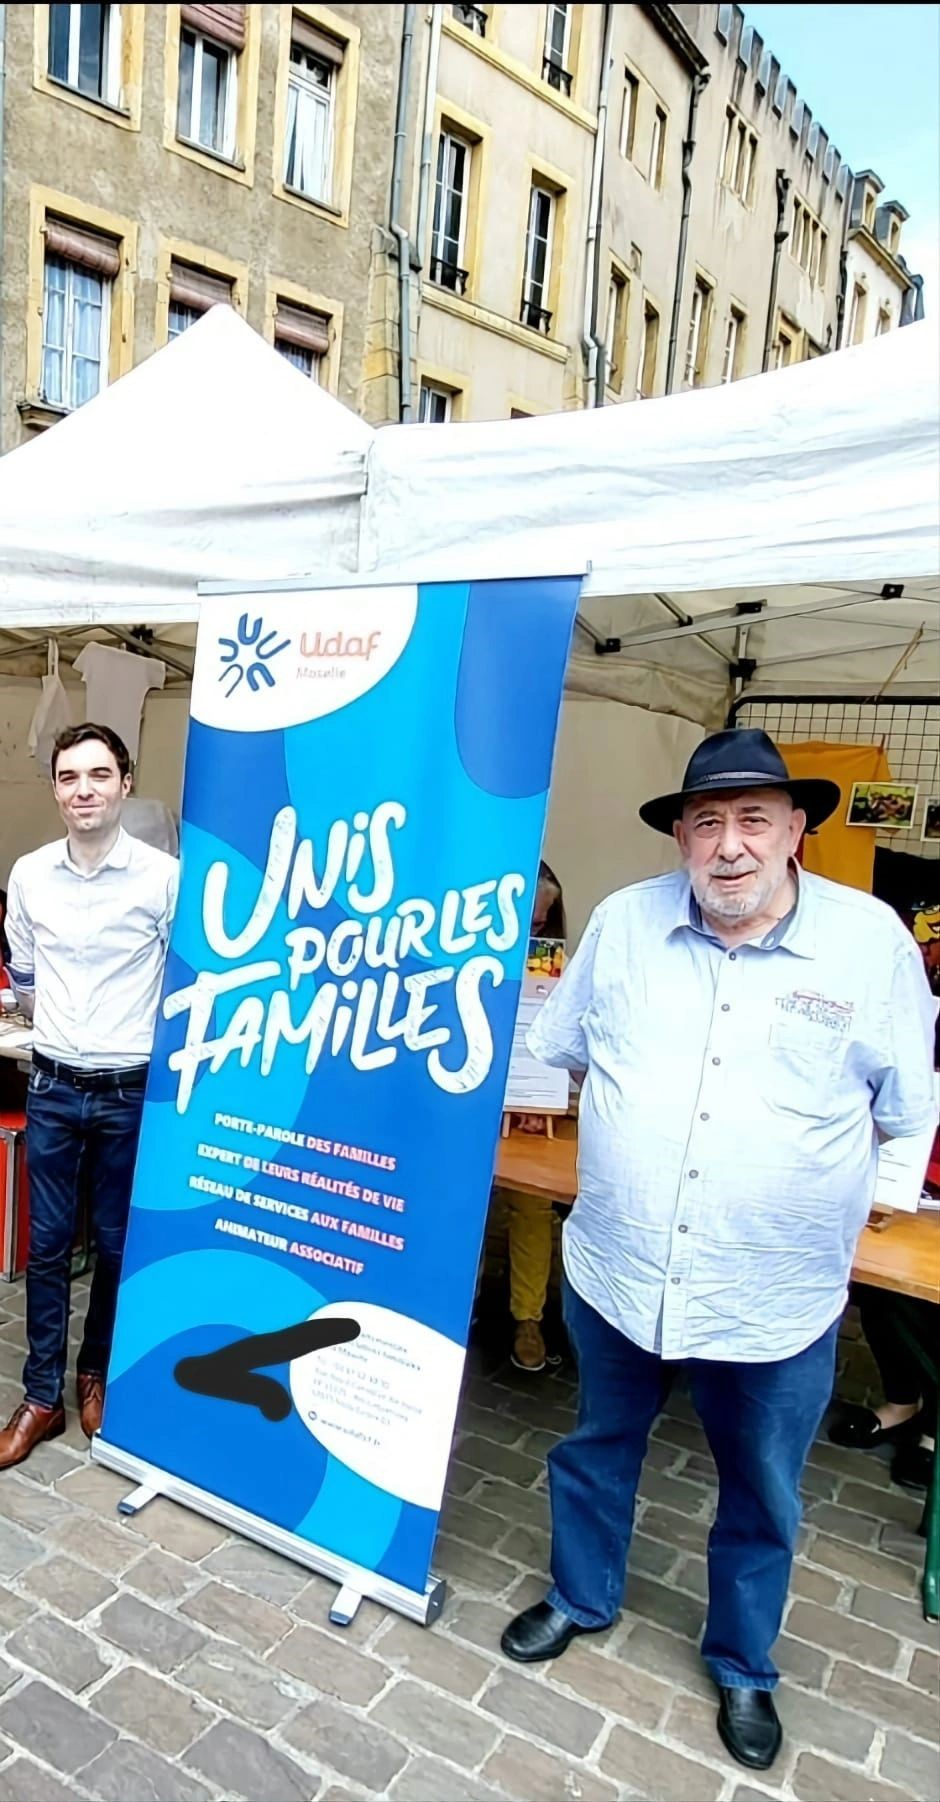 Udaf
Moselle
UNIS
POUR LES
FAMILLES
PORTE-PAROLE DES FAMILLES
EXPERT DE LEURS RÉALITÉS DE VIE
RÉSEAU DE SERVICES AUX FAMILLES
ANIMATEUR ASSOCIATIF